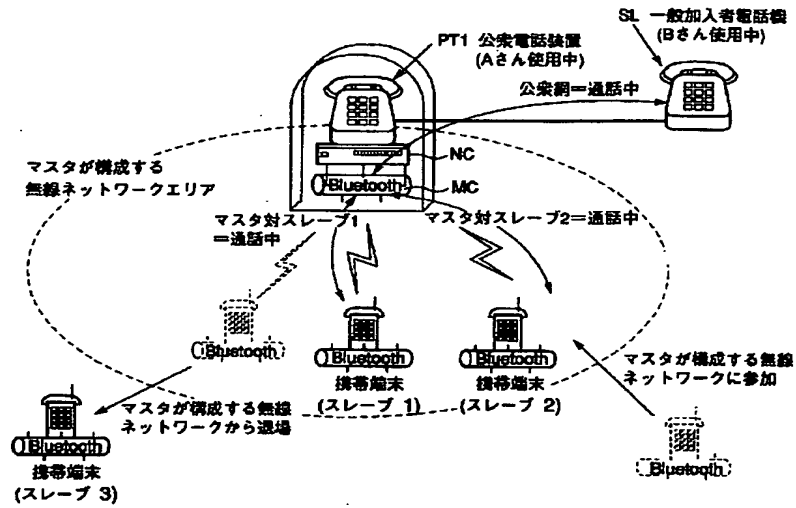 SL 一般加入者電話機
(Bさん使用中)
PT1 公衆電話装置
(Aさん使用中)
公衆網=通話中
NC
マスタが構成する
無線ネットワークエリア
Bluetooth
MC
マスタ対スレーブ1
=通話中
マスタ対スレーブ2=通話中
Bluetooth
Bluetooth
Bluetooth
携帯端末
(スレーブ 1)
携帯端末
(スレーブ 2)
マスタが構成する無線
ネットワークに参加
マスタが構成する無線
ネットワークから退場
Bluetooth
携帯端末
(スレーブ 3)
Bluetooth